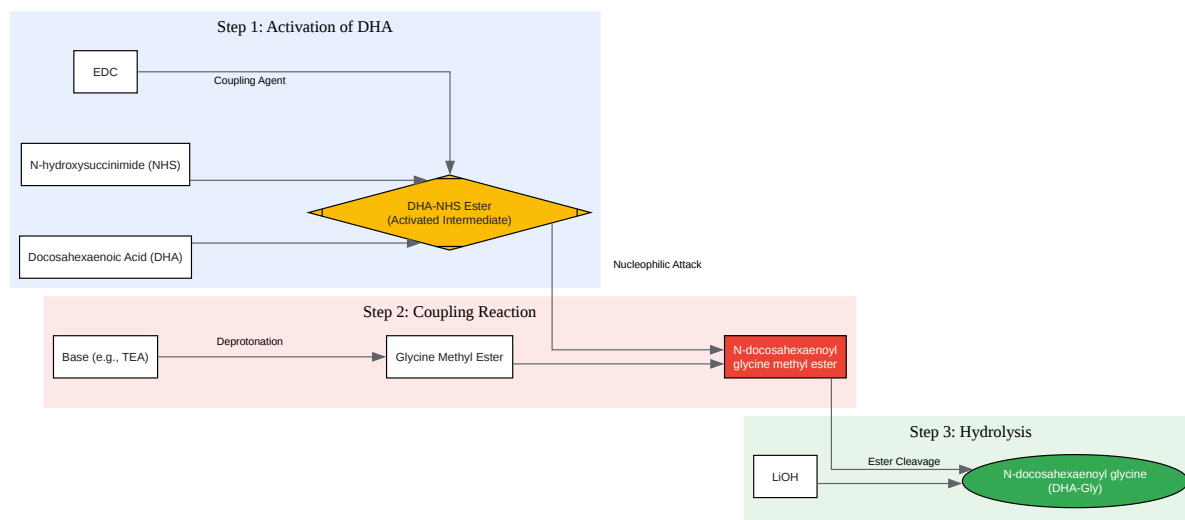 Step 1: Activation of DHA
EDC
Coupling Agent
N-hydroxysuccinimide (NHS)
DHA-NHS Ester
(Activated Intermediate)
Docosahexaenoic Acid (DHA)
Nucleophilic Attack
Step 2: Coupling Reaction
Base (e.g., TEA)
Deprotonation
Glycine Methyl Ester
N-docosahexaenoyl
glycine methyl ester
Step 3: Hydrolysis
LiOH
Ester Cleavage
N-docosahexaenoyl glycine
(DHA-Gly)